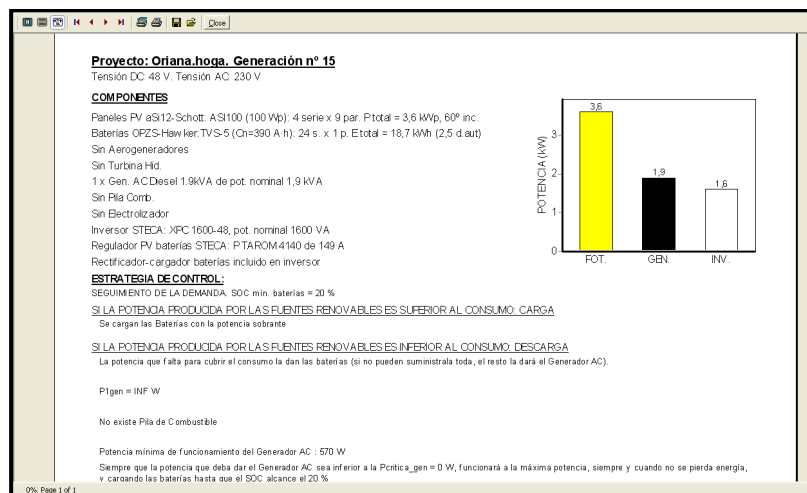 Close
Proyecto: Oriana.hoga. Generación nº 15
Tensión DC: 48 V. Tensión AC: 230 V
COMPONENTES
Paneles PV aSi12-Schott: ASI100 (100 Wp): 4 serie x 9 par. P.total = 3,6 kWp, 60º inc.
Baterías OPZS-Hawker:TVS-5 (Cn=390 A·h): 24 s. x 1 p. E.total = 18,7 kWh (2,5 d.aut)
Sin Aerogeneradores
Sin Turbina Hid.
1 x Gen. AC Diesel 1.9kVA de pot. nominal 1,9 kVA
Sin Pila Comb.
Sin Electrolizador
Inversor STECA: XPC 1600-48, pot. nominal 1600 VA
Regulador PV baterías STECA: PTAROM 4140 de 149 A
Rectificador-cargador baterías incluido en inversor
POTENCIA (kW)
3
2
1
0
3,6
1,9
1,6
FOT.
GEN.
INV.
ESTRATEGIA DE CONTROL:
SEGUIMIENTO DE LA DEMANDA. SOC min. baterías = 20 %
SI LA POTENCIA PRODUCIDA POR LAS FUENTES RENOVABLES ES SUPERIOR AL CONSUMO: CARGA
Se cargan las Baterías con la potencia sobrante
SI LA POTENCIA PRODUCIDA POR LAS FUENTES RENOVABLES ES INFERIOR AL CONSUMO: DESCARGA
La potencia que falta para cubrir el consumo la dan las baterías (si no pueden suministrala toda, el resto la dará el Generador AC).
P1gen = INF W
No existe Pila de Combustible
Potencia mínima de funcionamiento del Generador AC : 570 W
Siempre que la potencia que deba dar el Generador AC sea inferior a la Pcritica_gen = 0 W, funcionará a la máxima potencia, siempre y cuando no se pierda energía,
y cargando las baterías hasta que el SOC alcance el 20 %
0% Page 1 of 1